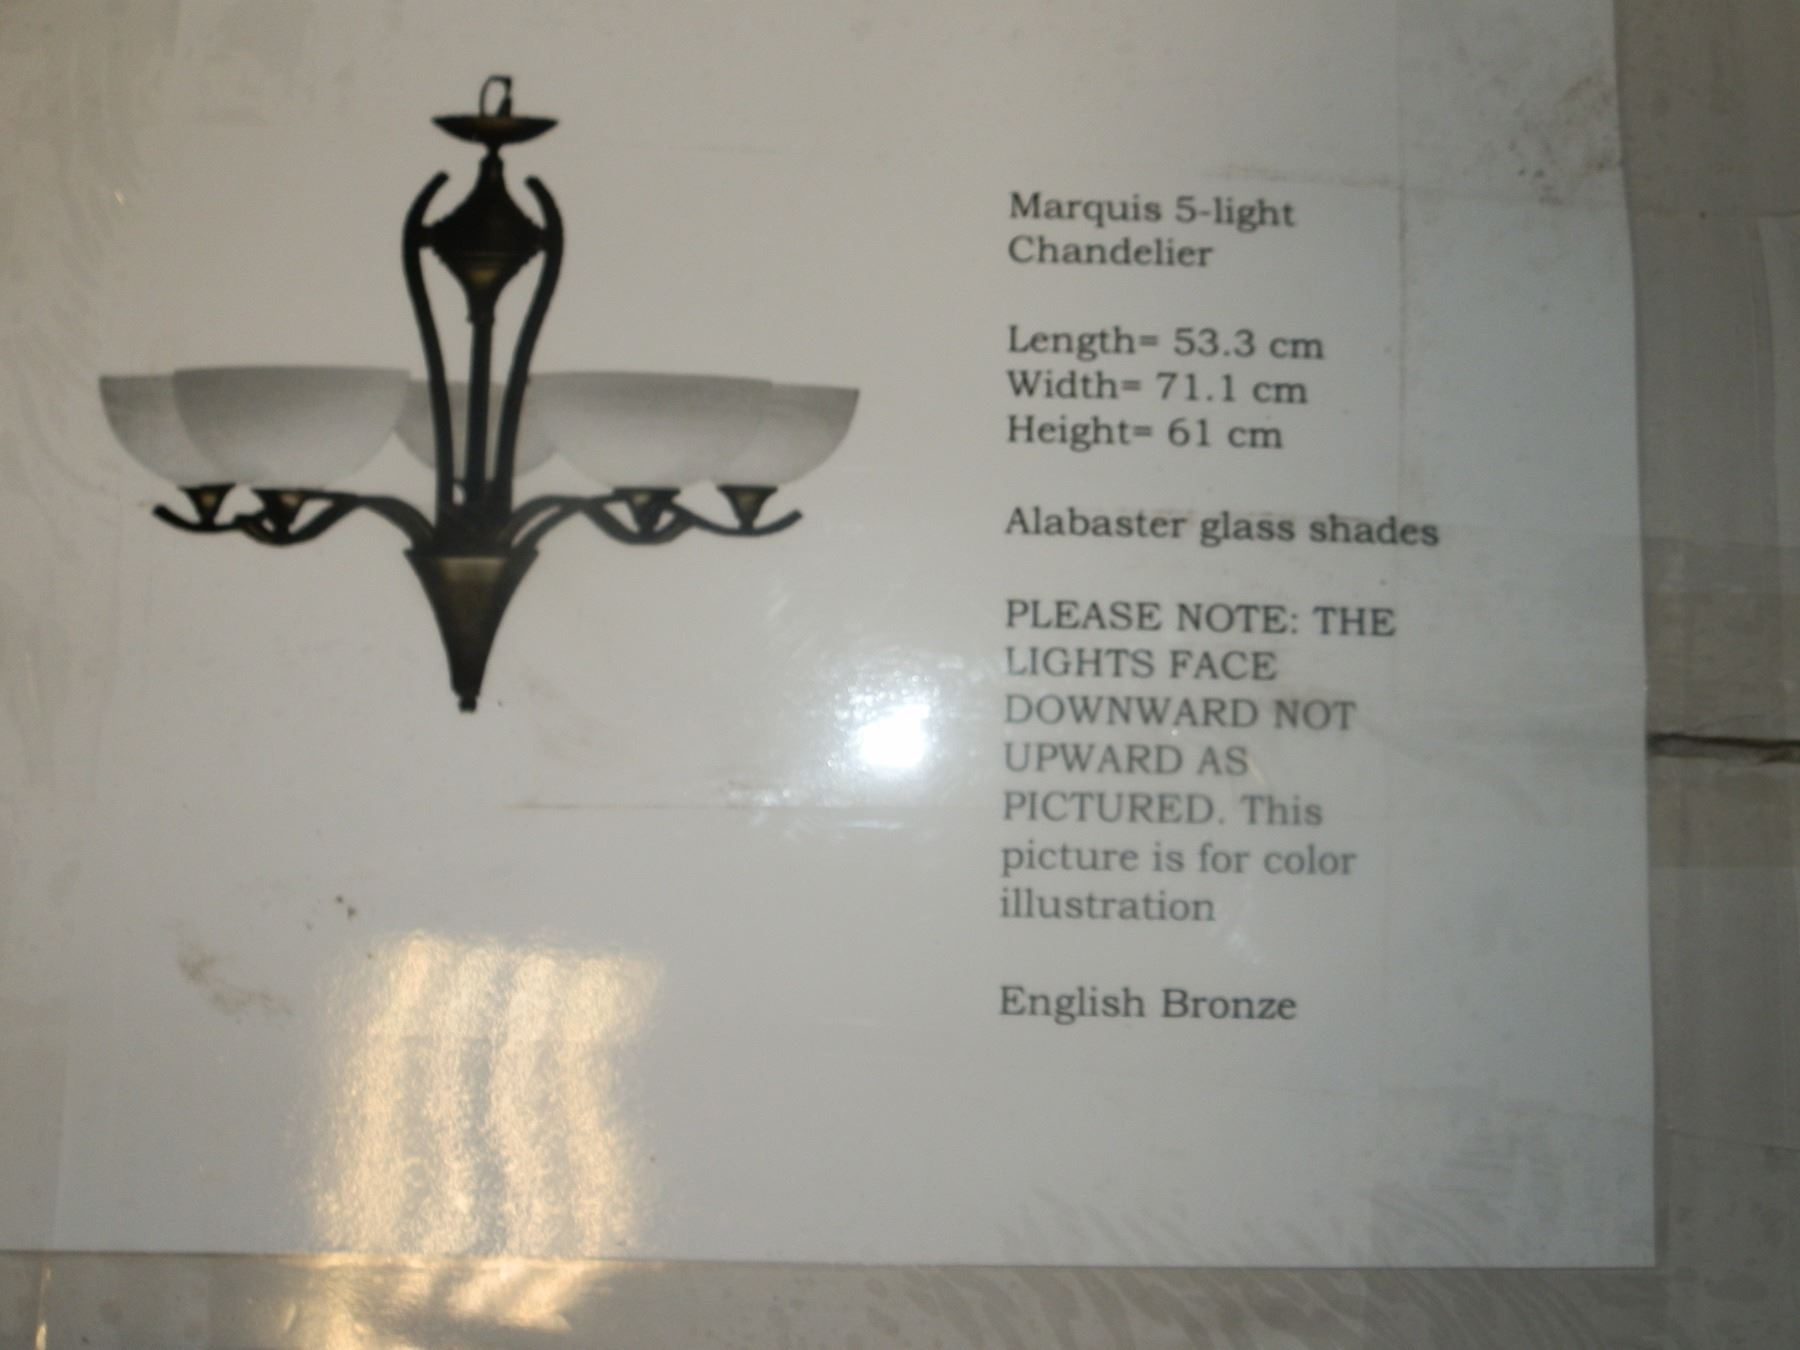 Marquis 5-light
Chandelier
Length= 53.3 cm
Width= 71.1 cm
Height= 61 cm
Alabaster glass shades
PLEASE NOTE: THE
LIGHTS FACE
DOWNWARD NOT
UPWARD AS
PICTURED. This
picture is for color
illustration
English Bronze